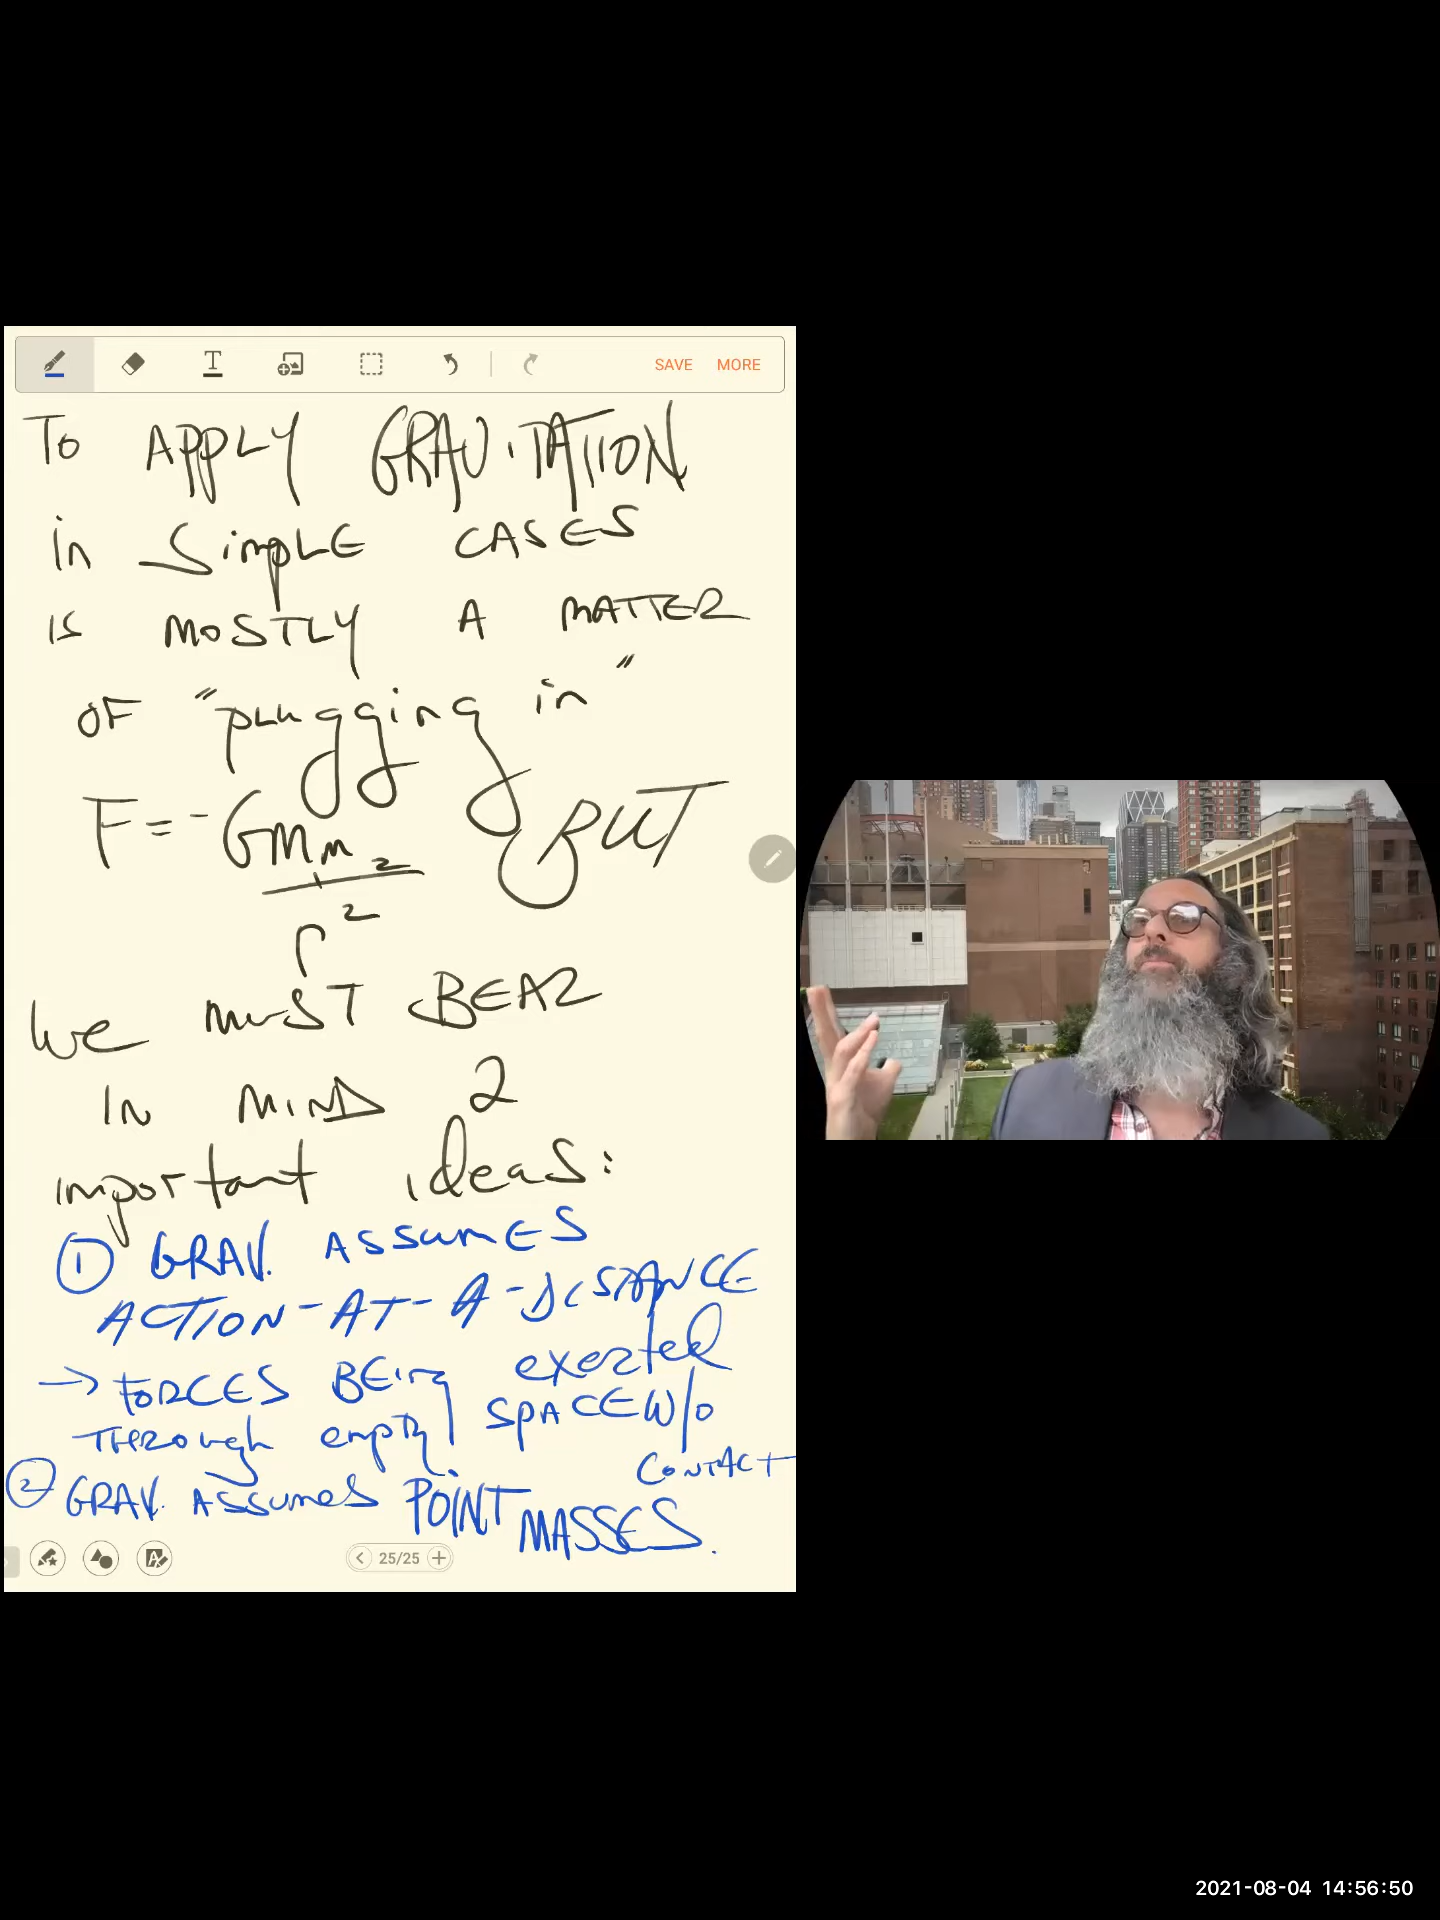 SAVE MORE
To APPLY GRAVITATION
in SimpLE CASES
is MOSTLY A MATTER
OF "pLugging in"
F = -Gm₁m₂ BUT
r²
We muST BEAR
IN MIND 2
important ideas:
① GRAV. ASSumES
ACTION-AT-A-DiSTANCE
→ FORCES BEing exerted
THROugh empty SPACE W/O
CONTACT
② GRAV. ASSumeS POINT
MASSES.
25/25
2021-08-04 14:56:50